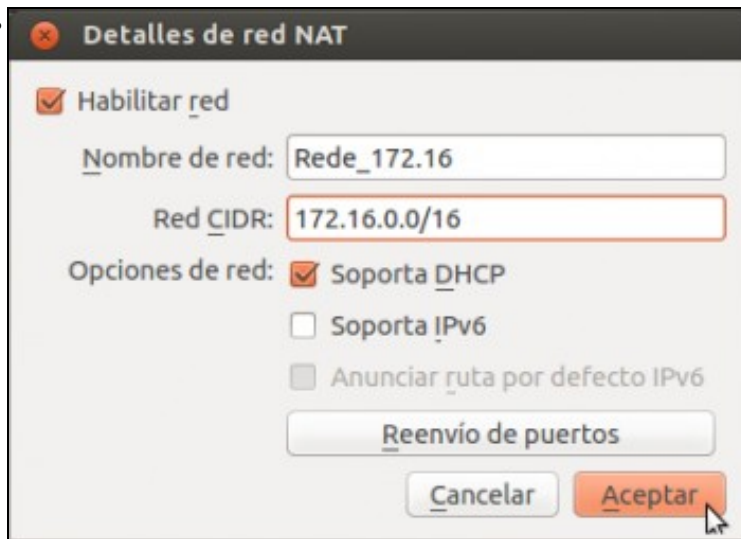 Detalles de red NAT
Habilitar red
Nombre de red: Rede_172.16
Red CIDR: 172.16.0.0/16
Opciones de red: Soporta DHCP
Soporta IPv6
Anunciar ruta por defecto IPv6
Reenvío de puertos
Cancelar Aceptar